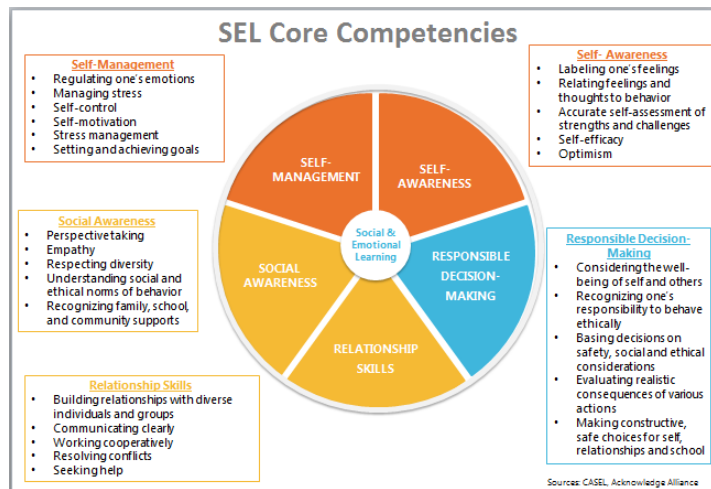 SEL Core Competencies
Self-Management
• Regulating one's emotions
• Managing stress
• Self-control
• Self-motivation
• Stress management
• Setting and achieving goals
Self- Awareness
• Labeling one's feelings
• Relating feelings and
thoughts to behavior
• Accurate self-assessment of
strengths and challenges
• Self-efficacy
• Optimism
SELF-
MANAGEMENT
SELF-
AWARENESS
Social &
Emotional
Learning
SOCIAL
AWARENESS
RESPONSIBLE
DECISION-
MAKING
RELATIONSHIP
SKILLS
Social Awareness
• Perspective taking
• Empathy
• Respecting diversity
• Understanding social and
ethical norms of behavior
• Recognizing family, school,
and community supports
Responsible Decision-
Making
• Considering the well-
being of self and others
• Recognizing one's
responsibility to behave
ethically
• Basing decisions on
safety, social and ethical
considerations
• Evaluating realistic
consequences of various
actions
• Making constructive,
safe choices for self,
relationships and school
Relationship Skills
• Building relationships with diverse
individuals and groups
• Communicating clearly
• Working cooperatively
• Resolving conflicts
• Seeking help
Sources: CASEL, Acknowledge Alliance